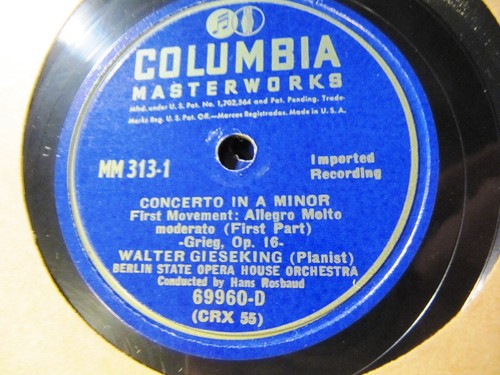 COLUMBIA
MASTERWORKS
Mfd. under U.S. Pat. No. 1,702,564 and Pat. Pending. Trade-
Marks Reg. U.S. Pat. Off.—Marcas Registradas. Made in U.S.A.
MM 313-1
Imported
Recording
CONCERTO IN A MINOR
First Movement: Allegro Molto
moderato (First Part)
-Grieg, Op. 16-
WALTER GIESEKING (Pianist)
BERLIN STATE OPERA HOUSE ORCHESTRA
Conducted by Hans Rosbaud
69960-D
(CRX 55)